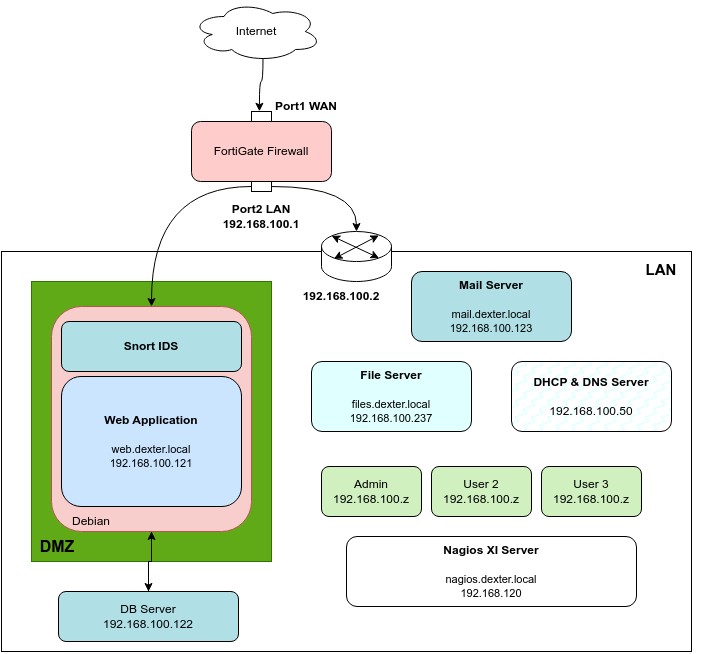 Internet
Port1 WAN
FortiGate Firewall
Port2 LAN
192.168.100.1
LAN
192.168.100.2
Mail Server
mail.dexter.local
192.168.100.123
Snort IDS
File Server
files.dexter.local
192.168.100.237
DHCP & DNS Server
192.168.100.50
Web Application
web.dexter.local
192.168.100.121
Admin
192.168.100.z
User 2
192.168.100.z
User 3
192.168.100.z
Debian
DMZ
Nagios XI Server
nagios.dexter.local
192.168.120
DB Server
192.168.100.122